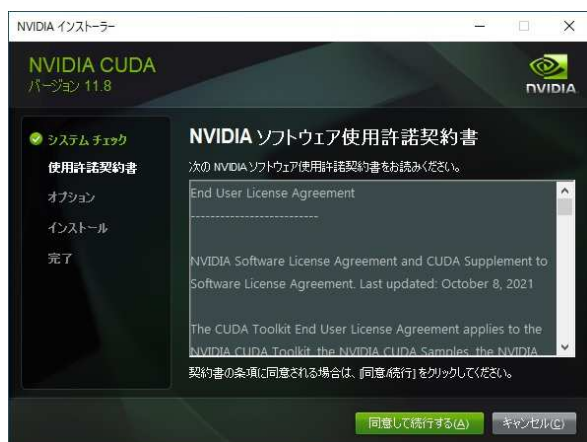 NVIDIA インストーラー
NVIDIA CUDA
バージョン 11.8
NVIDIA
システム チェック
使用許諾契約書
オプション
インストール
完了
NVIDIA ソフトウェア使用許諾契約書
次の NVIDIA ソフトウェア使用許諾契約書をお読みください。
End User License Agreement
--------------------------
NVIDIA Software License Agreement and CUDA Supplement to
Software License Agreement. Last updated: October 8, 2021
The CUDA Toolkit End User License Agreement applies to the
NVIDIA CUDA Toolkit, the NVIDIA CUDA Samples, the NVIDIA
契約書の条項に同意される場合は、[同意/続行] をクリックしてください。
同意して続行する(A)
キャンセル(C)